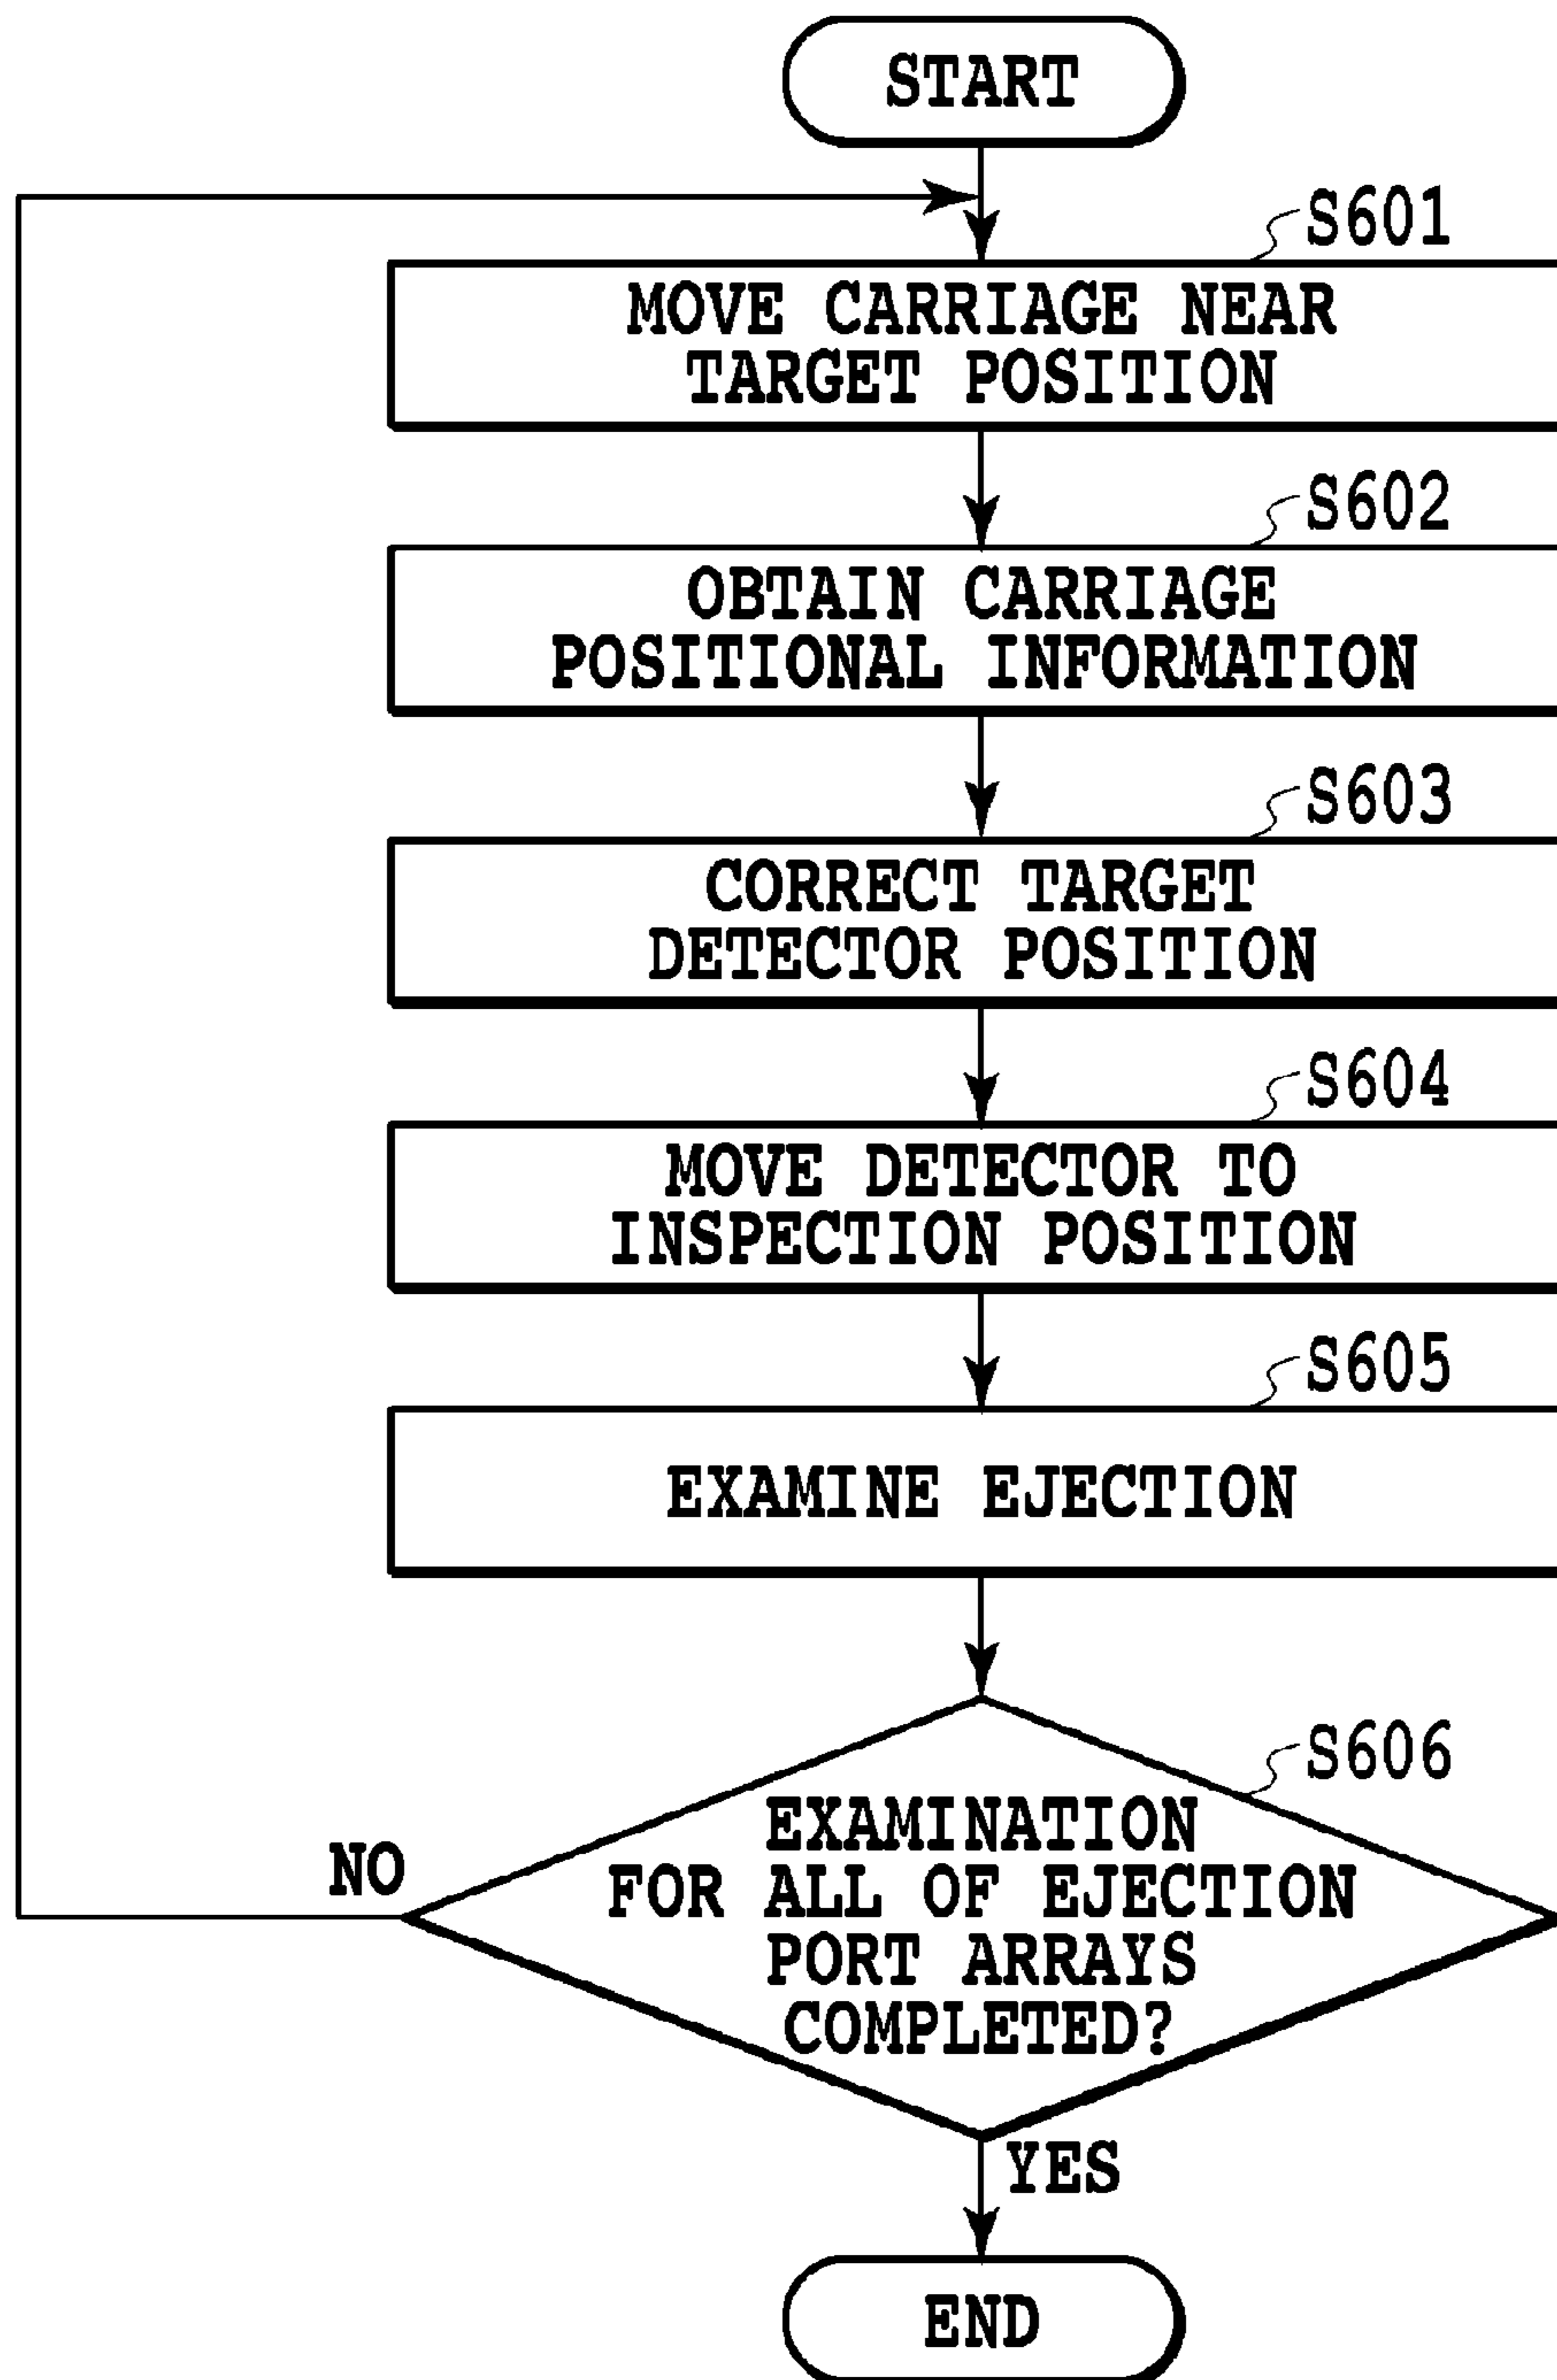 START
S601
MOVE CARRIAGE NEAR
TARGET POSITION
S602
OBTAIN CARRIAGE
POSITIONAL INFORMATION
S603
CORRECT TARGET
DETECTOR POSITION
S604
MOVE DETECTOR TO
INSPECTION POSITION
S605
EXAMINE EJECTION
S606
EXAMINATION
FOR ALL OF EJECTION
PORT ARRAYS
COMPLETED?
NO
YES
END